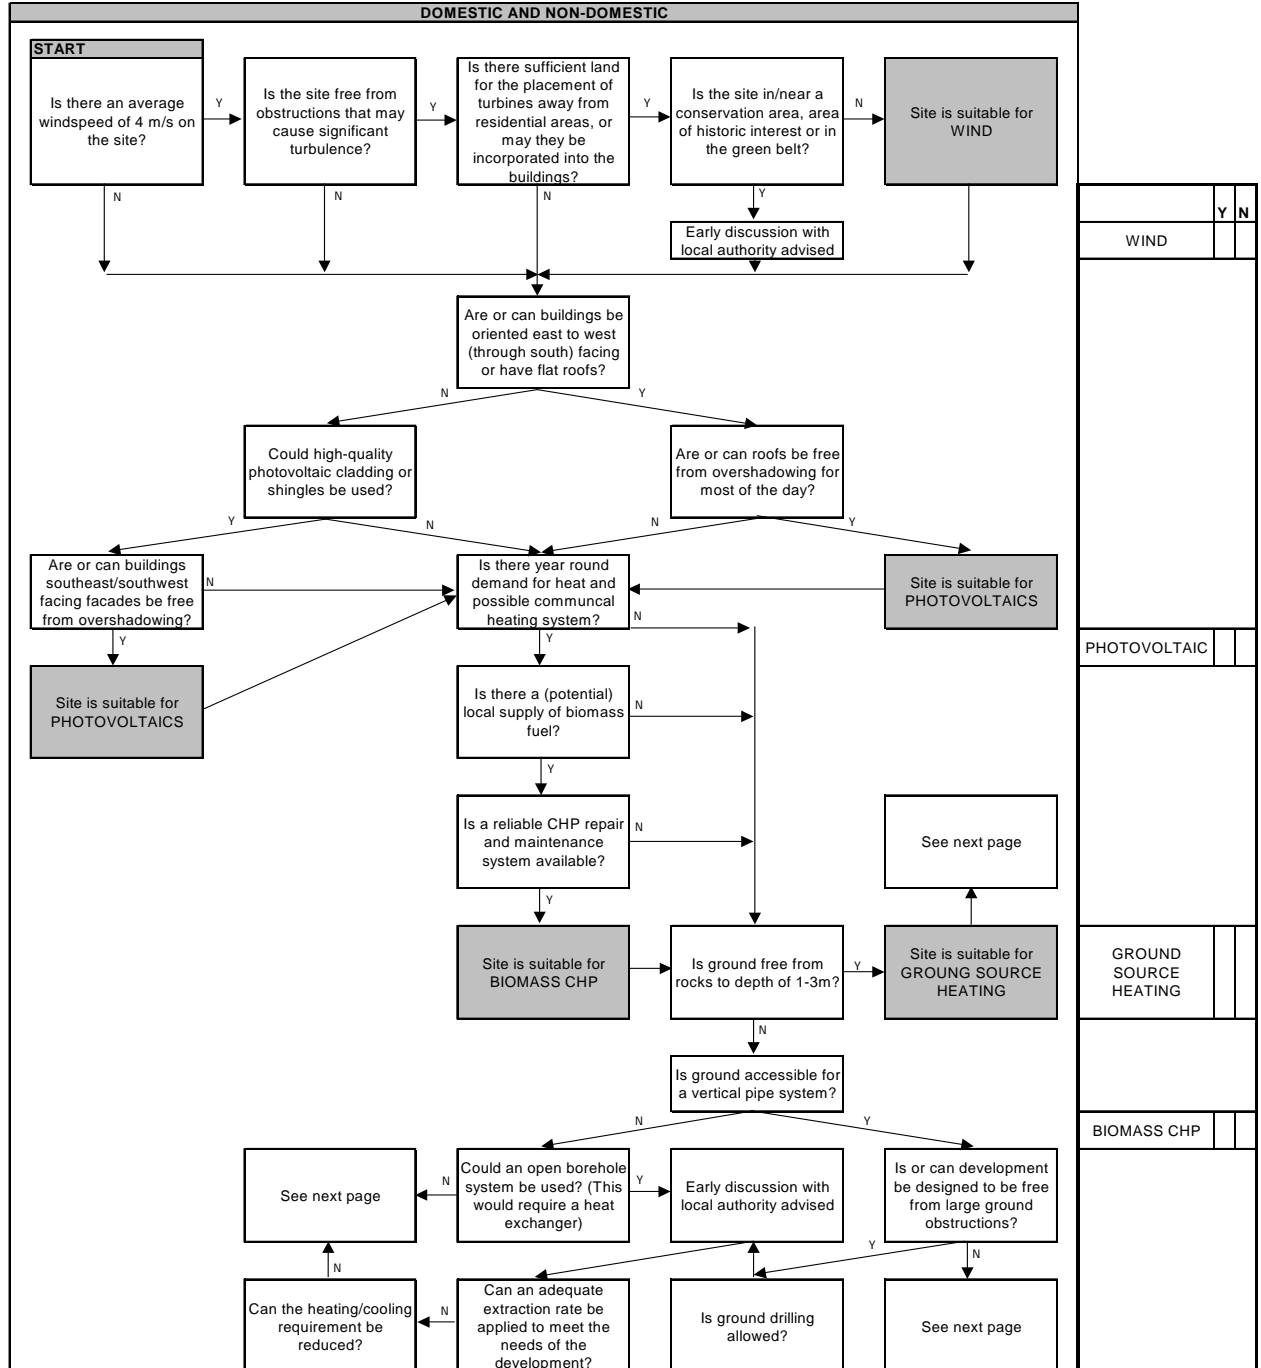 DOMESTIC AND NON-DOMESTIC
START
Is there an average
windspeed of 4 m/s on
the site?
Y
Is the site free from
obstructions that may
cause significant
turbulence?
Y
Is there sufficient land
for the placement of
turbines away from
residential areas, or
may they be
incorporated into the
buildings?
Y
Is the site in/near a
conservation area, area
of historic interest or in
the green belt?
N
Site is suitable for
WIND
N
N
N
Y
Early discussion with
local authority advised
Y N
WIND
Are or can buildings be
oriented east to west
(through south) facing
or have flat roofs?
N
Y
Could high-quality
photovoltaic cladding or
shingles be used?
Are or can roofs be free
from overshadowing for
most of the day?
Y
N
N
Y
Are or can buildings
southeast/southwest
facing facades be free
from overshadowing?
N
Is there year round
demand for heat and
possible communcal
heating system?
Site is suitable for
PHOTOVOLTAICS
N
Y
Y
PHOTOVOLTAIC
Site is suitable for
PHOTOVOLTAICS
Is there a (potential)
local supply of biomass
fuel?
N
Y
Is a reliable CHP repair
and maintenance
system available?
N
See next page
Y
Site is suitable for
BIOMASS CHP
Is ground free from
rocks to depth of 1-3m?
Y
Site is suitable for
GROUNG SOURCE
HEATING
GROUND
SOURCE
HEATING
N
Is ground accessible for
a vertical pipe system?
N
Y
BIOMASS CHP
See next page
N
Could an open borehole
system be used? (This
would require a heat
exchanger)
Y
Early discussion with
local authority advised
Is or can development
be designed to be free
from large ground
obstructions?
Y
N
N
Can the heating/cooling
requirement be
reduced?
N
Can an adequate
extraction rate be
applied to meet the
needs of the
development?
Is ground drilling
allowed?
See next page